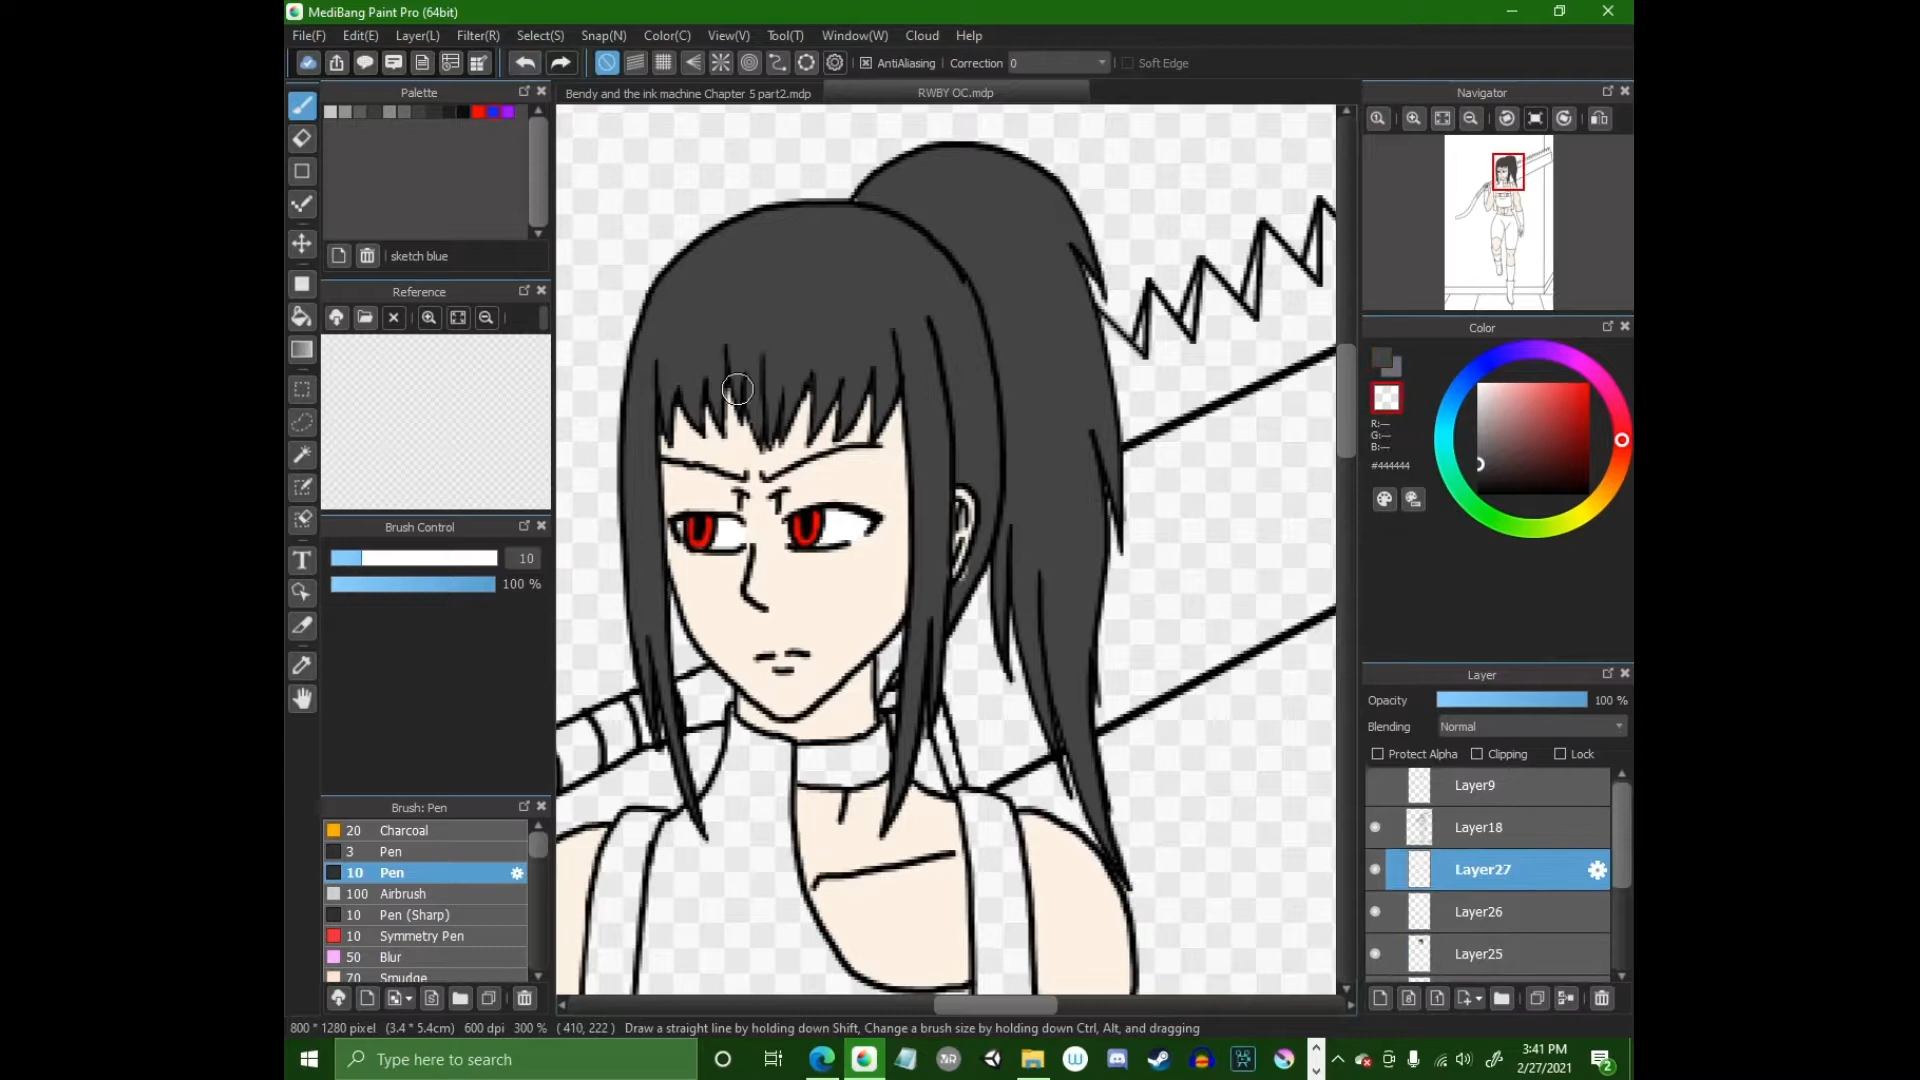 MediBang Paint Pro (64bit)
File(F) Edit(E) Layer(L) Filter(R) Select(S) Snap(N) Color(C) View(V) Tool(T) Window(W) Cloud Help
AntiAliasing Correction 0 Soft Edge
Palette
Bendy and the ink machine Chapter 5 part2.mdp
RWBY OC.mdp
Navigator
sketch blue
Reference
Color
R:---
G:---
B:---
#444444
Brush Control
10
100 %
Layer
Opacity 100 %
Blending Normal
Protect Alpha Clipping Lock
Layer9
Layer18
Layer27
Layer26
Layer25
Brush: Pen
20 Charcoal
3 Pen
10 Pen
100 Airbrush
10 Pen (Sharp)
10 Symmetry Pen
50 Blur
70 Smudge
800 * 1280 pixel (3.4 * 5.4cm) 600 dpi 300 % ( 410, 222 ) Draw a straight line by holding down Shift, Change a brush size by holding down Ctrl, Alt, and dragging
Type here to search
3:41 PM
2/27/2021
2